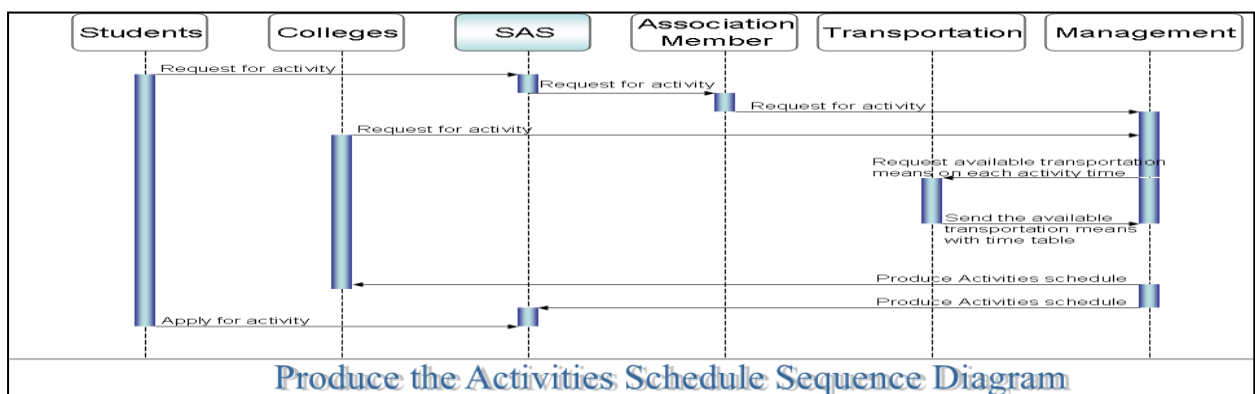 Students
Colleges
SAS
Association
Member
Transportation
Management
Request for activity
Request for activity
Request for activity
Request for activity
Request available transportation
means on each activity time
Send the available
transportation means
with time table
Produce Activities schedule
Produce Activities schedule
Apply for activity
Produce the Activities Schedule Sequence Diagram